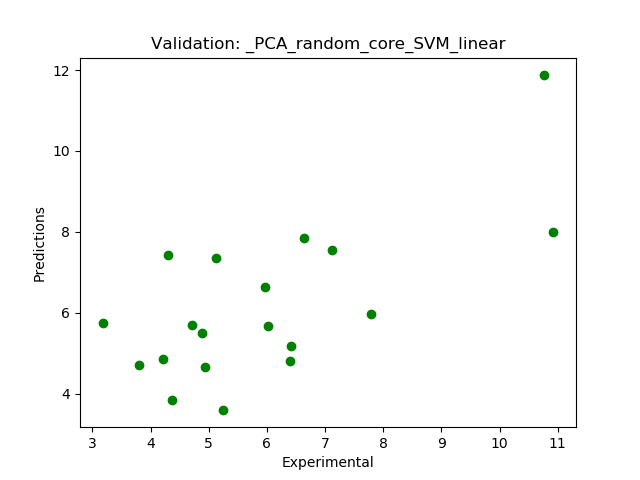 Validation: _PCA_random_core_SVM_linear
12
10
8
6
4
Predictions
3 4 5 6 7 8 9 10 11
Experimental